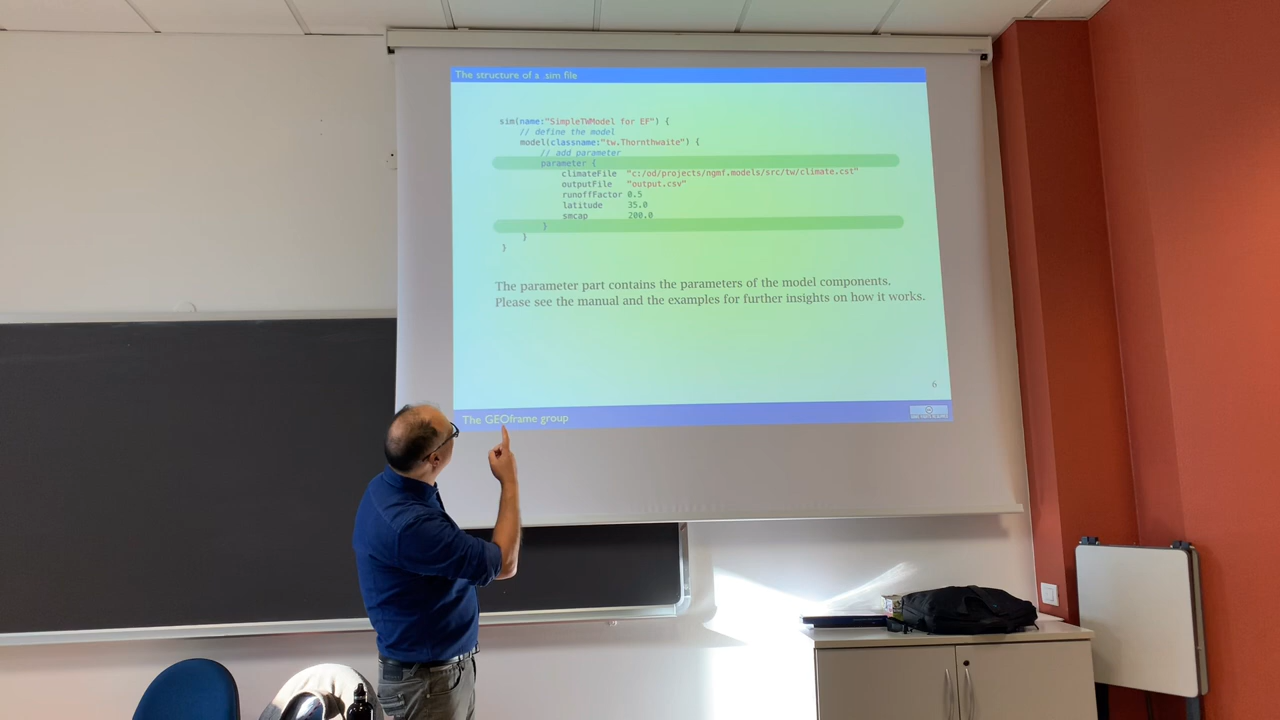 The structure of a .sim file
sim(name:"SimpleTWModel for EF") {
// define the model
model(classname:"tw.Thornthwaite") {
// add parameter
parameter {
climateFile "c:/od/projects/ngmf.models/src/tw/climate.cst"
outputFile "output.csv"
runoffFactor 0.5
latitude 35.0
smcap 200.0
}
}
}
The parameter part contains the parameters of the model components.
Please see the manual and the examples for further insights on how it works.
6
The GEOframe group